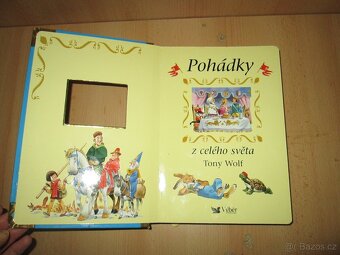 Pohádky
z celého světa
Tony Wolf
Výběr
Bazos.cz